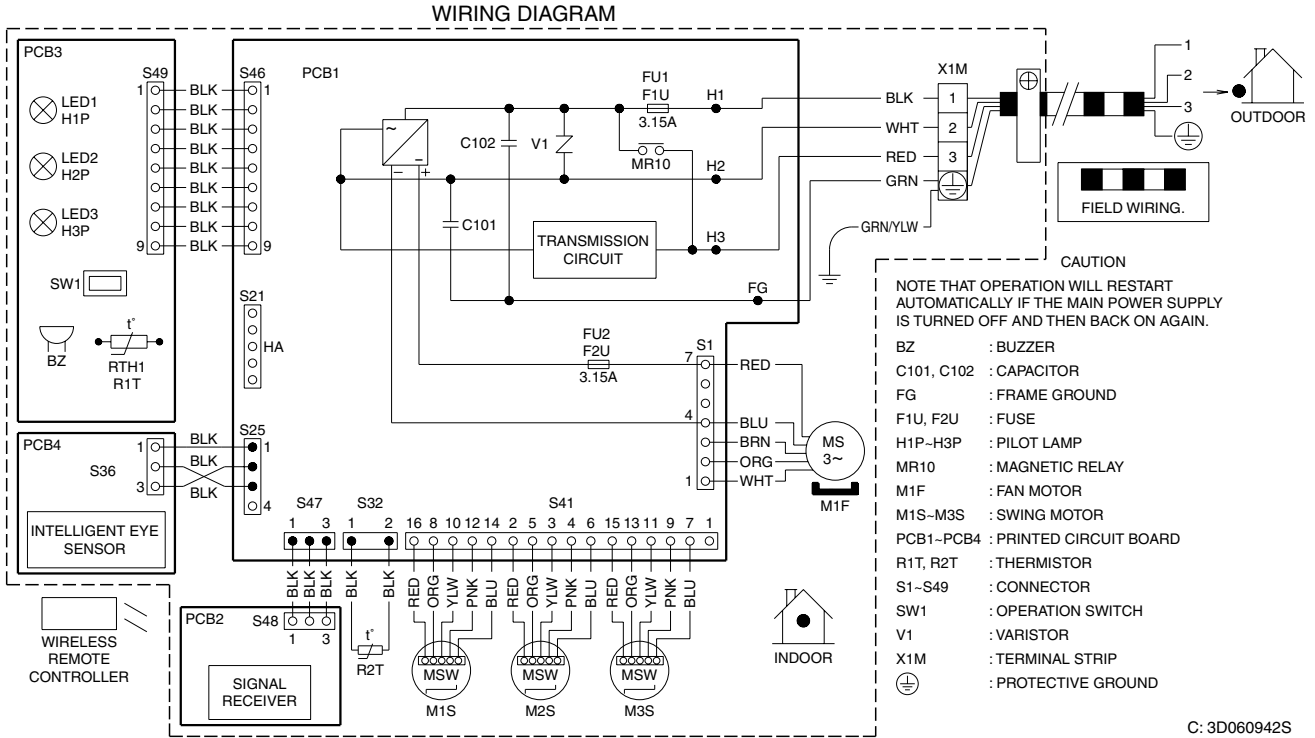 WIRING DIAGRAM
PCB3
LED1
H1P
LED2
H2P
LED3
H3P
SW1
BZ
t°
RTH1
R1T
S49
1
9
BLK
BLK
BLK
BLK
BLK
BLK
BLK
BLK
BLK
S46
1
9
PCB1
S21
HA
~
–
–
+
C102
V1
FU1
F1U
3.15A
MR10
C101
TRANSMISSION
CIRCUIT
H1
H2
H3
FG
FU2
F2U
3.15A
S1
7
4
1
RED
BLU
BRN
ORG
WHT
MS
3~
M1F
X1M
BLK
1
WHT
2
RED
3
GRN
GRN/YLW
1
2
3
OUTDOOR
FIELD WIRING.
PCB4
S36
1
3
BLK
BLK
BLK
S25
1
4
INTELLIGENT EYE
SENSOR
S47
1 3
S32
1 2
S41
16 8 10 12 14 2 5 3 4 6 15 13 11 9 7 1
BLK BLK BLK
BLK BLK
RED ORG YLW PNK BLU
RED ORG YLW PNK BLU
RED ORG YLW PNK BLU
PCB2
S48
1 3
SIGNAL
RECEIVER
t°
R2T
MSW
M1S
MSW
M2S
MSW
M3S
INDOOR
WIRELESS
REMOTE
CONTROLLER
CAUTION
NOTE THAT OPERATION WILL RESTART
AUTOMATICALLY IF THE MAIN POWER SUPPLY
IS TURNED OFF AND THEN BACK ON AGAIN.
BZ : BUZZER
C101, C102 : CAPACITOR
FG : FRAME GROUND
F1U, F2U : FUSE
H1P~H3P : PILOT LAMP
MR10 : MAGNETIC RELAY
M1F : FAN MOTOR
M1S~M3S : SWING MOTOR
PCB1~PCB4 : PRINTED CIRCUIT BOARD
R1T, R2T : THERMISTOR
S1~S49 : CONNECTOR
SW1 : OPERATION SWITCH
V1 : VARISTOR
X1M : TERMINAL STRIP
: PROTECTIVE GROUND
C: 3D060942S